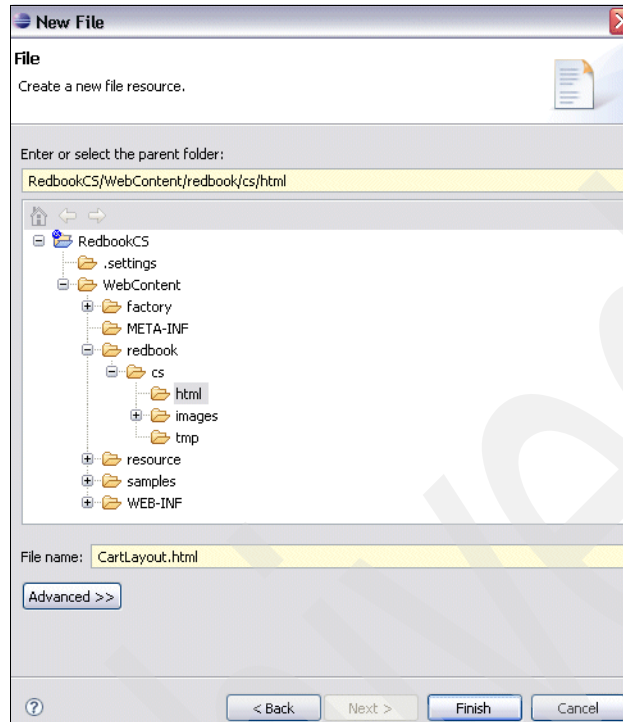 New File
File
Create a new file resource.
Enter or select the parent folder:
RedbookCS/WebContent/redbook/cs/html
RedbookCS
.settings
WebContent
factory
META-INF
redbook
cs
html
images
tmp
resource
samples
WEB-INF
File name: CartLayout.html
Advanced >>
< Back Next > Finish Cancel